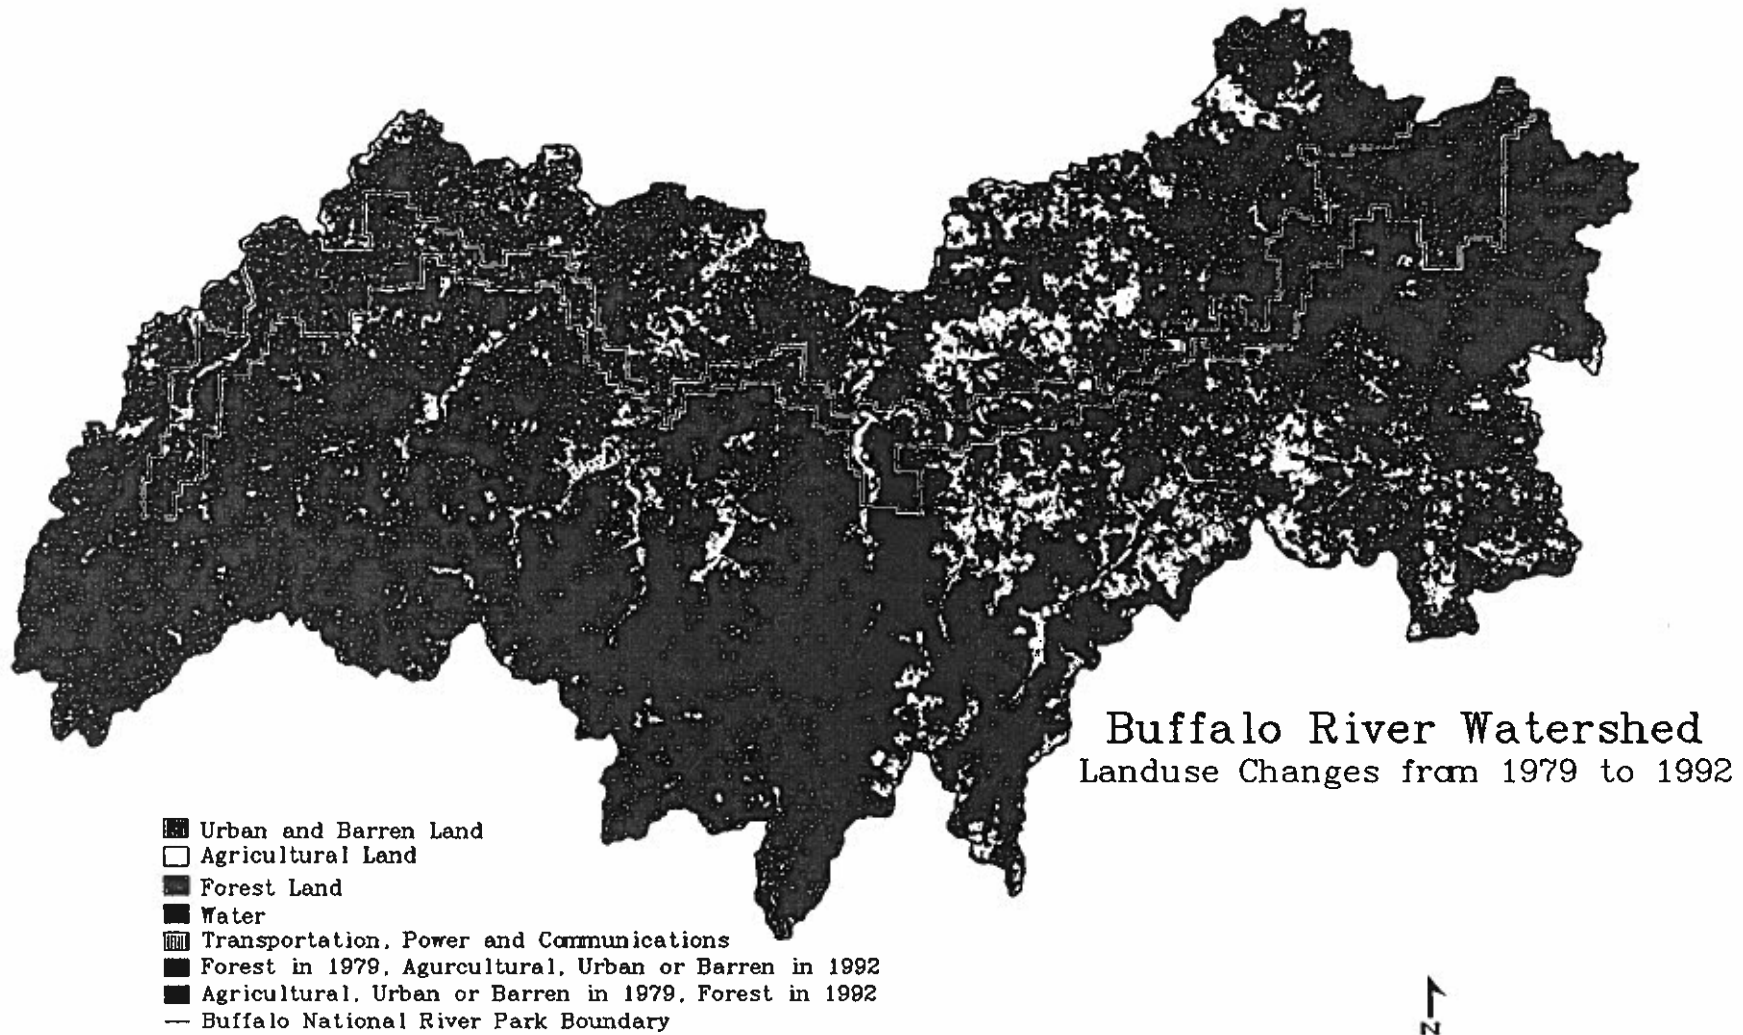 Buffalo River Watershed
Landuse Changes from 1979 to 1992
Urban and Barren Land
Agricultural Land
Forest Land
Water
Transportation, Power and Communications
Forest in 1979, Agurcultural, Urban or Barren in 1992
Agricultural, Urban or Barren in 1979, Forest in 1992
Buffalo National River Park Boundary
N